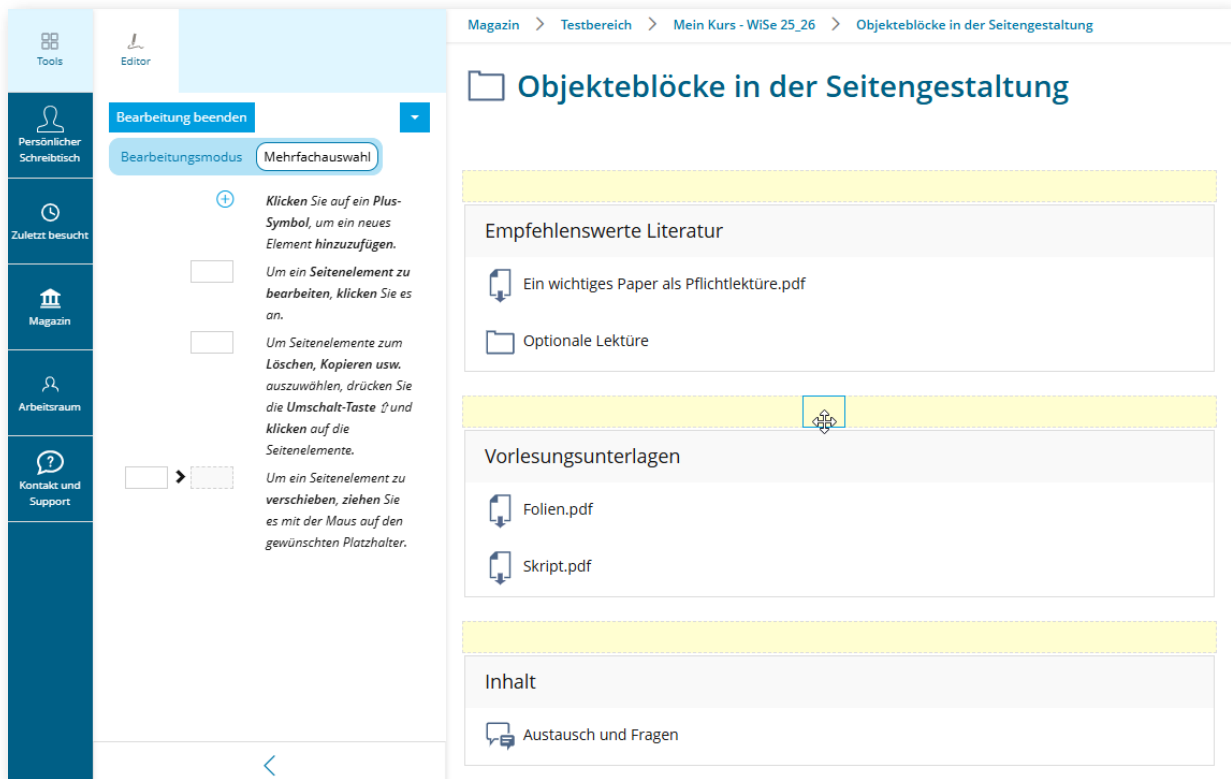 Tools
Editor
Persönlicher
Schreibtisch
Zuletzt besucht
Magazin
Arbeitsraum
Kontakt und
Support
Bearbeitung beenden
Bearbeitungsmodus Mehrfachauswahl
Klicken Sie auf ein Plus-
Symbol, um ein neues
Element hinzuzufügen.
Um ein Seitenelement zu
bearbeiten, klicken Sie es
an.
Um Seitenelemente zum
Löschen, Kopieren usw.
auszuwählen, drücken Sie
die Umschalt-Taste ⇧ und
klicken auf die
Seitenelemente.
Um ein Seitenelement zu
verschieben, ziehen Sie
es mit der Maus auf den
gewünschten Platzhalter.
Magazin > Testbereich > Mein Kurs - WiSe 25_26 > Objekteblöcke in der Seitengestaltung
Objekteblöcke in der Seitengestaltung
Empfehlenswerte Literatur
Ein wichtiges Paper als Pflichtlektüre.pdf
Optionale Lektüre
Vorlesungsunterlagen
Folien.pdf
Skript.pdf
Inhalt
Austausch und Fragen